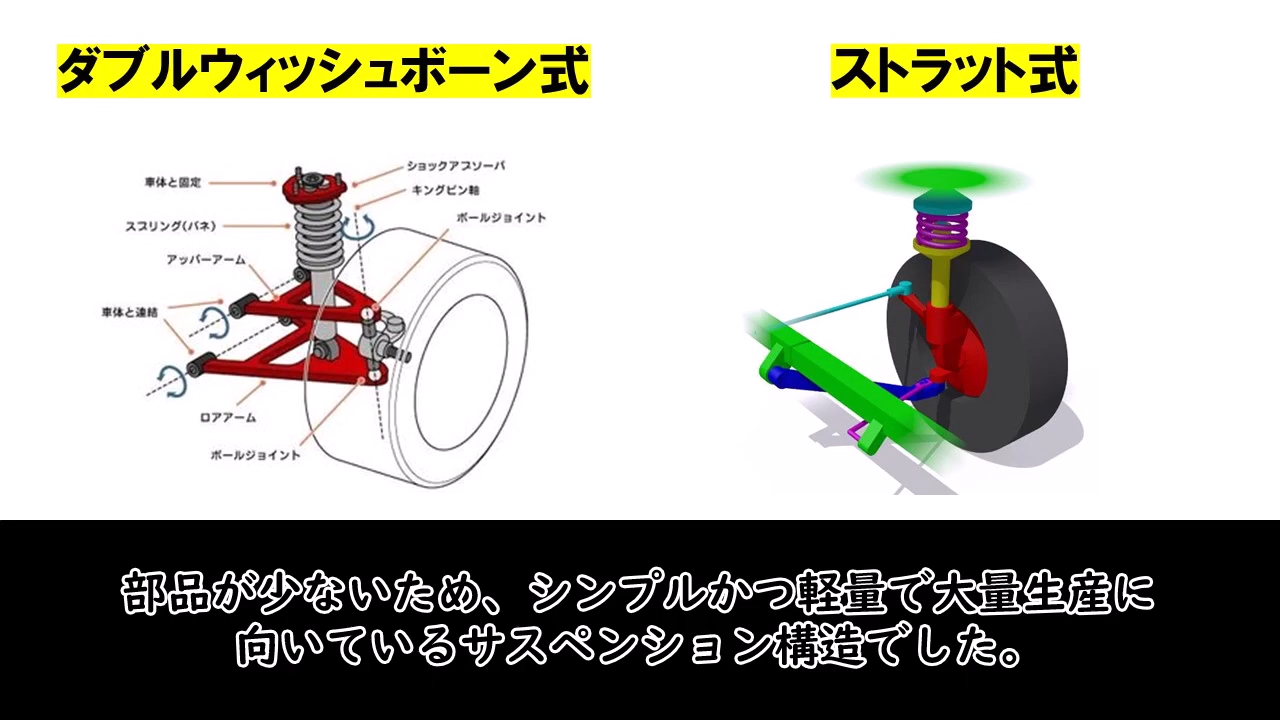 ダブルウィッシュボーン式
ストラット式
ショックアブソーバ
車体と固定
キングピン軸
ボールジョイント
スプリング(バネ)
アッパーアーム
車体と連結
ロアアーム
ボールジョイント
部品が少ないため、シンプルかつ軽量で大量生産に
向いているサスペンション構造でした。